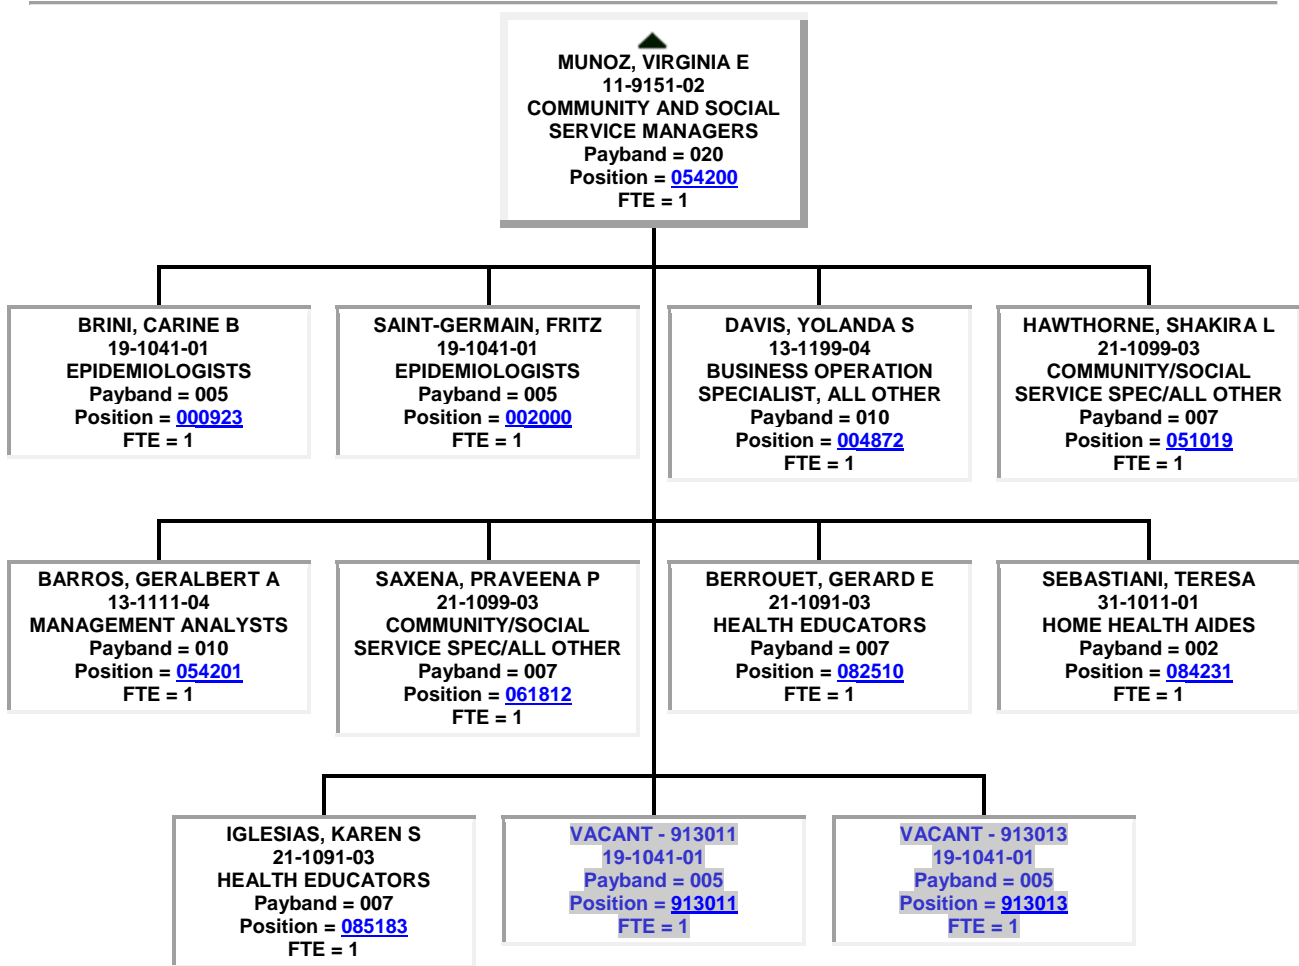 MUNOZ, VIRGINIA E
11-9151-02
COMMUNITY AND SOCIAL
SERVICE MANAGERS
Payband = 020
Position = 054200
FTE = 1
BRINI, CARINE B
19-1041-01
EPIDEMIOLOGISTS
Payband = 005
Position = 000923
FTE = 1
SAINT-GERMAIN, FRITZ
19-1041-01
EPIDEMIOLOGISTS
Payband = 005
Position = 002000
FTE = 1
DAVIS, YOLANDA S
13-1199-04
BUSINESS OPERATION
SPECIALIST, ALL OTHER
Payband = 010
Position = 004872
FTE = 1
HAWTHORNE, SHAKIRA L
21-1099-03
COMMUNITY/SOCIAL
SERVICE SPEC/ALL OTHER
Payband = 007
Position = 051019
FTE = 1
BARROS, GERALBERT A
13-1111-04
MANAGEMENT ANALYSTS
Payband = 010
Position = 054201
FTE = 1
SAXENA, PRAVEENA P
21-1099-03
COMMUNITY/SOCIAL
SERVICE SPEC/ALL OTHER
Payband = 007
Position = 061812
FTE = 1
BERROUET, GERARD E
21-1091-03
HEALTH EDUCATORS
Payband = 007
Position = 082510
FTE = 1
SEBASTIANI, TERESA
31-1011-01
HOME HEALTH AIDES
Payband = 002
Position = 084231
FTE = 1
IGLESIAS, KAREN S
21-1091-03
HEALTH EDUCATORS
Payband = 007
Position = 085183
FTE = 1
VACANT - 913011
19-1041-01
Payband = 005
Position = 913011
FTE = 1
VACANT - 913013
19-1041-01
Payband = 005
Position = 913013
FTE = 1